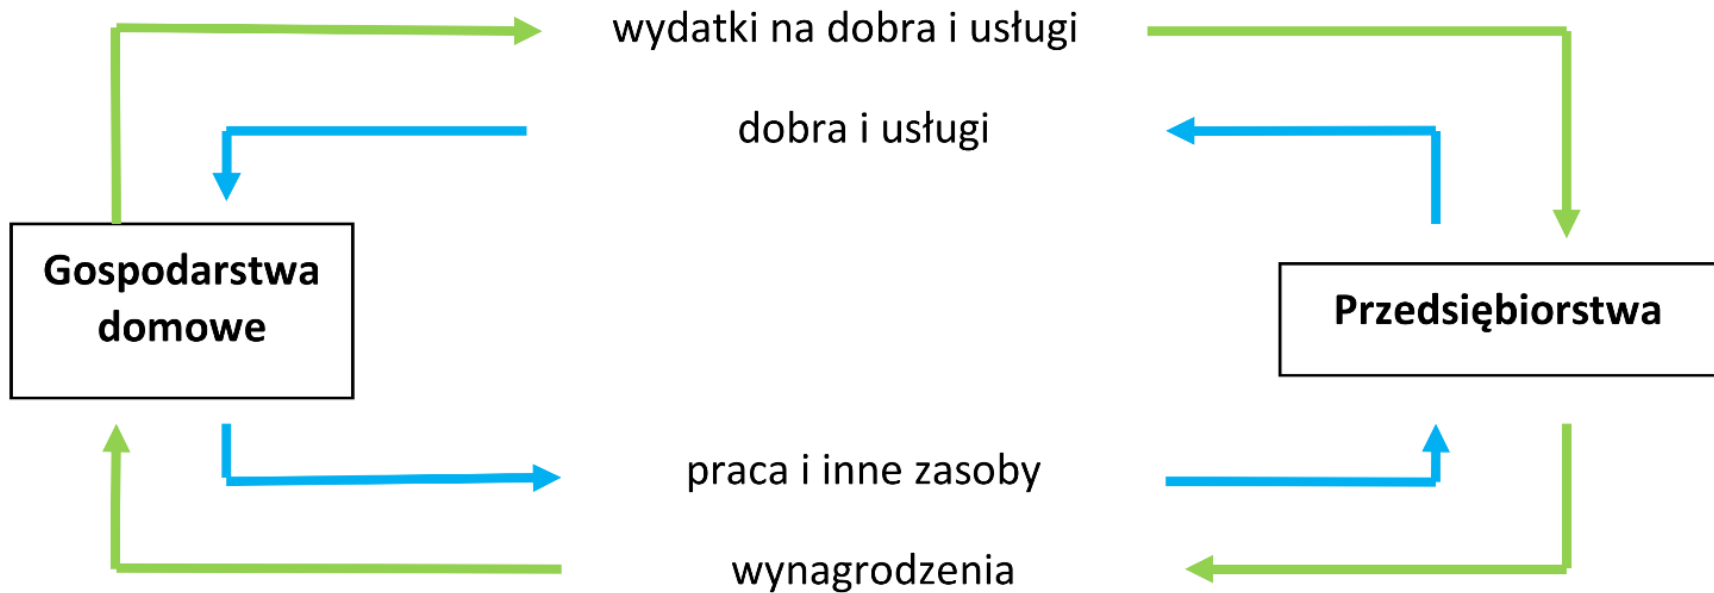 wydatki na dobra i usługi
dobra i usługi
Gospodarstwa
domowe
Przedsiębiorstwa
praca i inne zasoby
wynagrodzenia